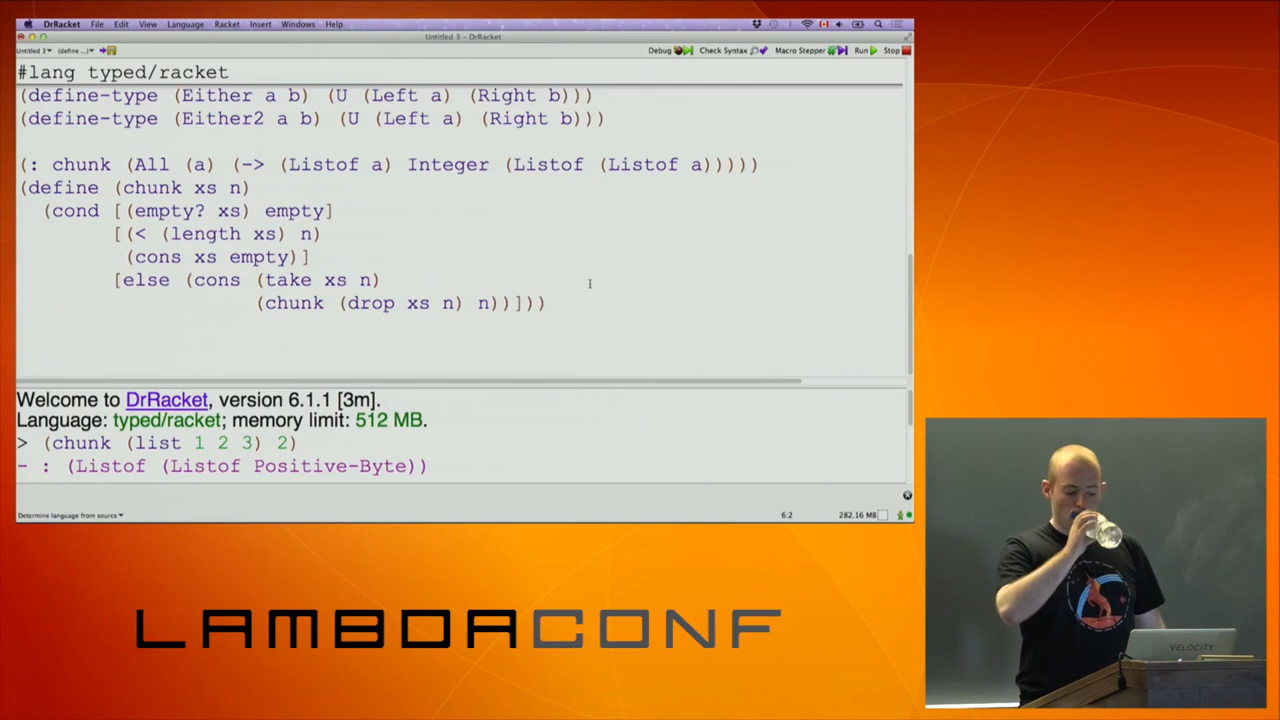 DrRacket File Edit View Language Racket Insert Windows Help
Untitled 3 - DrRacket
Untitled 3 (define ...) Debug Check Syntax Macro Stepper Run Stop
#lang typed/racket
(define-type (Either a b) (U (Left a) (Right b)))
(define-type (Either2 a b) (U (Left a) (Right b)))
(: chunk (All (a) (-> (Listof a) Integer (Listof (Listof a)))))
(define (chunk xs n)
(cond [(empty? xs) empty]
[(< (length xs) n)
(cons xs empty)]
[else (cons (take xs n)
(chunk (drop xs n) n))]))
Welcome to DrRacket, version 6.1.1 [3m].
Language: typed/racket; memory limit: 512 MB.
> (chunk (list 1 2 3) 2)
- : (Listof (Listof Positive-Byte))
Determine language from source 6:2 282.16 MB
LAMBDACONF
VELOCITY